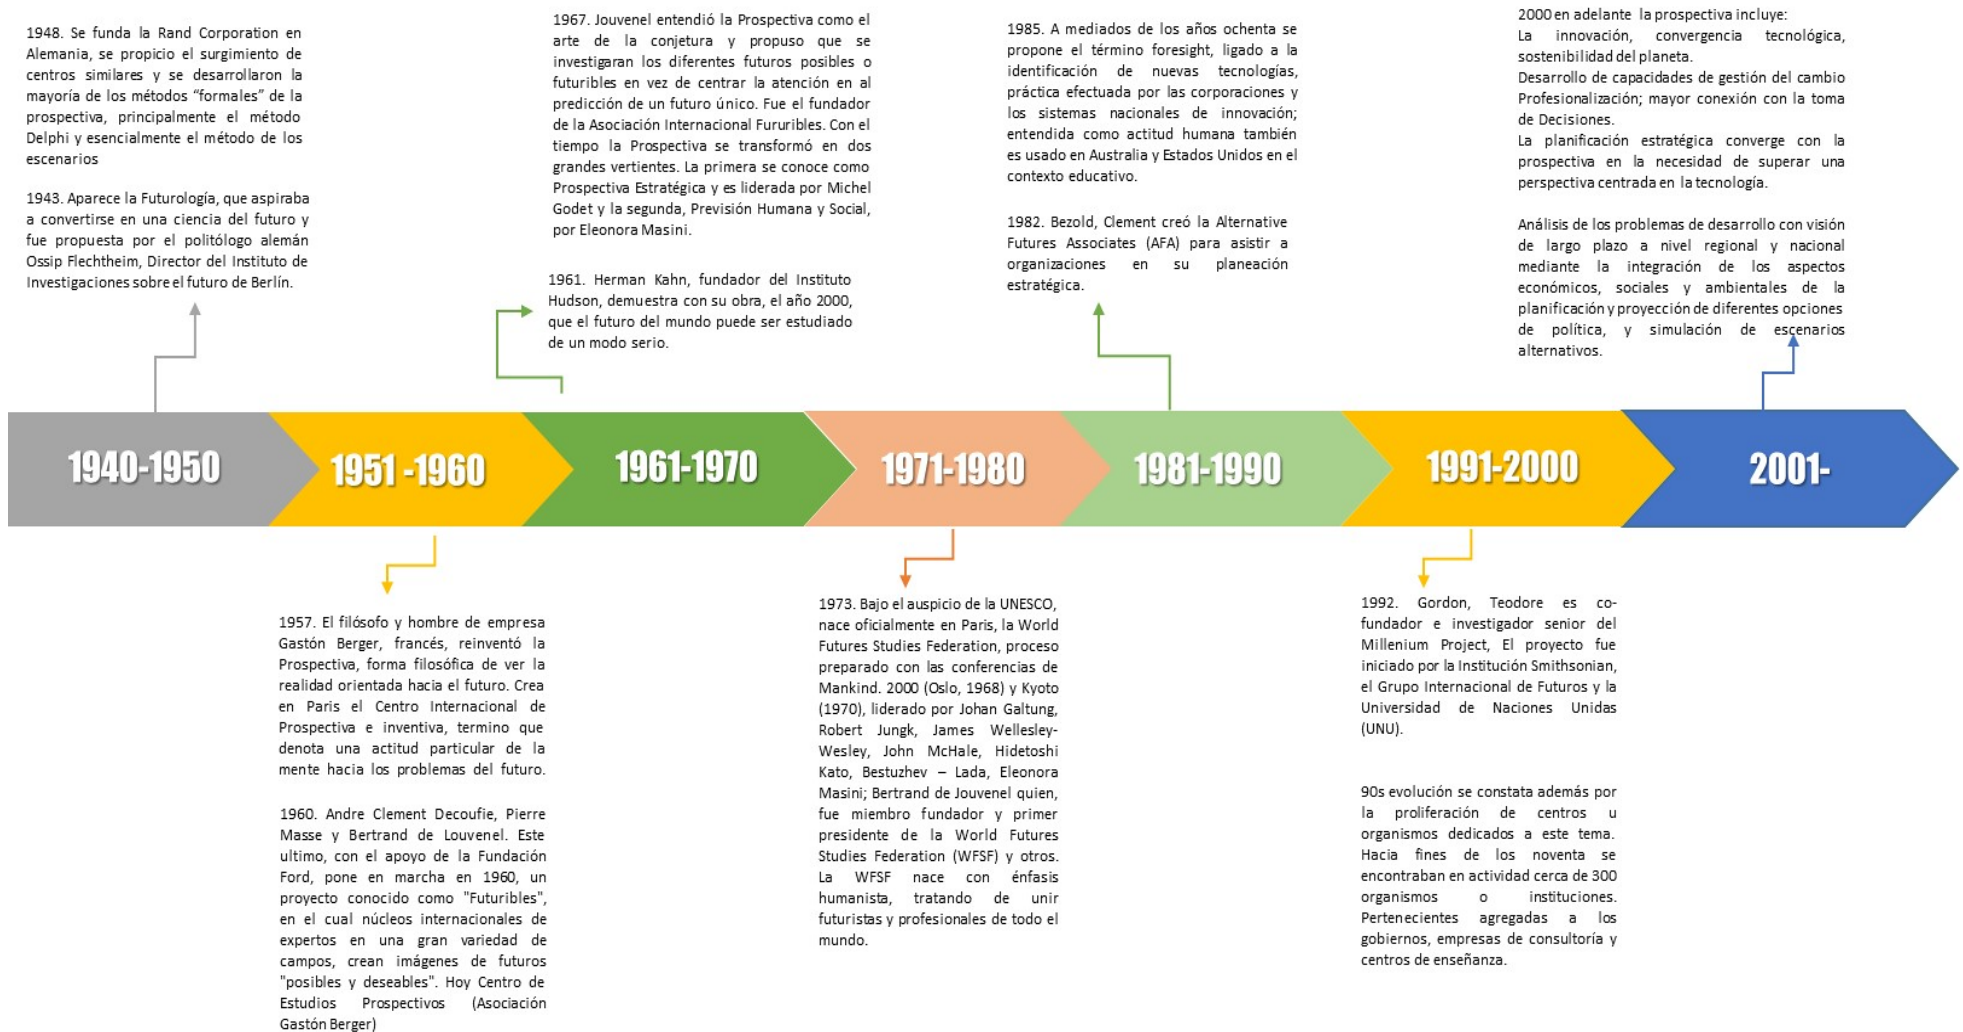 1948. Se funda la Rand Corporation en
Alemania, se propicio el surgimiento de
centros similares y se desarrollaron la
mayoría de los métodos “formales” de la
prospectiva, principalmente el método
Delphi y esencialmente el método de los
escenarios
1943. Aparece la Futurología, que aspiraba
a convertirse en una ciencia del futuro y
fue propuesta por el politólogo alemán
Ossip Flechtheim, Director del Instituto de
Investigaciones sobre el futuro de Berlín.
1967. Jouvenel entendió la Prospectiva como el
arte de la conjetura y propuso que se
investigaran los diferentes futuros posibles o
futuribles en vez de centrar la atención en al
predicción de un futuro único. Fue el fundador
de la Asociación Internacional Fururibles. Con el
tiempo la Prospectiva se transformó en dos
grandes vertientes. La primera se conoce como
Prospectiva Estratégica y es liderada por Michel
Godet y la segunda, Previsión Humana y Social,
por Eleonora Masini.
1961. Herman Kahn, fundador del Instituto
Hudson, demuestra con su obra, el año 2000,
que el futuro del mundo puede ser estudiado
de un modo serio.
1985. A mediados de los años ochenta se
propone el término foresight, ligado a la
identificación de nuevas tecnologías,
práctica efectuada por las corporaciones y
los sistemas nacionales de innovación;
entendida como actitud humana también
es usado en Australia y Estados Unidos en el
contexto educativo.
1982. Bezold, Clement creó la Alternative
Futures Associates (AFA) para asistir a
organizaciones en su planeación
estratégica.
2000 en adelante la prospectiva incluye:
La innovación, convergencia tecnológica,
sostenibilidad del planeta.
Desarrollo de capacidades de gestión del cambio
Profesionalización; mayor conexión con la toma
de Decisiones.
La planificación estratégica converge con la
prospectiva en la necesidad de superar una
perspectiva centrada en la tecnología.
Análisis de los problemas de desarrollo con visión
de largo plazo a nivel regional y nacional
mediante la integración de los aspectos
económicos, sociales y ambientales de la
planificación y proyección de diferentes opciones
de política, y simulación de escenarios
alternativos.
1940-1950
1951 -1960
1961-1970
1971-1980
1981-1990
1991-2000
2001-
1957. El filósofo y hombre de empresa
Gastón Berger, francés, reinventó la
Prospectiva, forma filosófica de ver la
realidad orientada hacia el futuro. Crea
en Paris el Centro Internacional de
Prospectiva e inventiva, termino que
denota una actitud particular de la
mente hacia los problemas del futuro.
1960. Andre Clement Decoufie, Pierre
Masse y Bertrand de Louvenel. Este
ultimo, con el apoyo de la Fundación
Ford, pone en marcha en 1960, un
proyecto conocido como "Futuribles",
en el cual núcleos internacionales de
expertos en una gran variedad de
campos, crean imágenes de futuros
"posibles y deseables". Hoy Centro de
Estudios Prospectivos (Asociación
Gastón Berger)
1973. Bajo el auspicio de la UNESCO,
nace oficialmente en Paris, la World
Futures Studies Federation, proceso
preparado con las conferencias de
Mankind. 2000 (Oslo, 1968) y Kyoto
(1970), liderado por Johan Galtung,
Robert Jungk, James Wellesley-
Wesley, John McHale, Hidetoshi
Kato, Bestuzhev – Lada, Eleonora
Masini; Bertrand de Jouvenel quien,
fue miembro fundador y primer
presidente de la World Futures
Studies Federation (WFSF) y otros.
La WFSF nace con énfasis
humanista, tratando de unir
futuristas y profesionales de todo el
mundo.
1992. Gordon, Teodore es co-
fundador e investigador senior del
Millenium Project, El proyecto fue
iniciado por la Institución Smithsonian,
el Grupo Internacional de Futuros y la
Universidad de Naciones Unidas
(UNU).
90s evolución se constata además por
la proliferación de centros u
organismos dedicados a este tema.
Hacia fines de los noventa se
encontraban en actividad cerca de 300
organismos o instituciones.
Pertenecientes agregadas a los
gobiernos, empresas de consultoría y
centros de enseñanza.